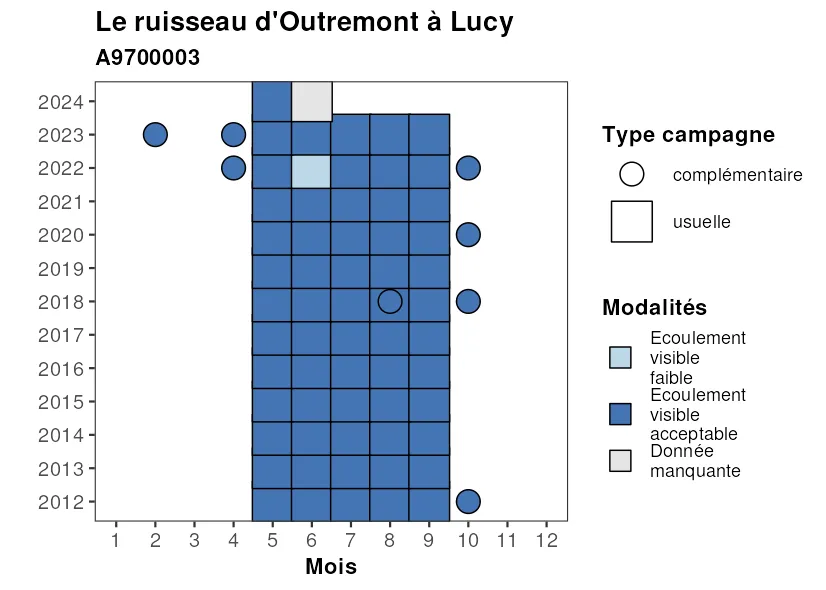 Le ruisseau d'Outremont à Lucy
A9700003
2024
2023
2022
2021
2020
2019
2018
2017
2016
2015
2014
2013
2012
1 2 3 4 5 6 7 8 9 10 11 12
Mois
Type campagne
complémentaire
usuelle
Modalités
Ecoulement
visible
faible
Ecoulement
visible
acceptable
Donnée
manquante